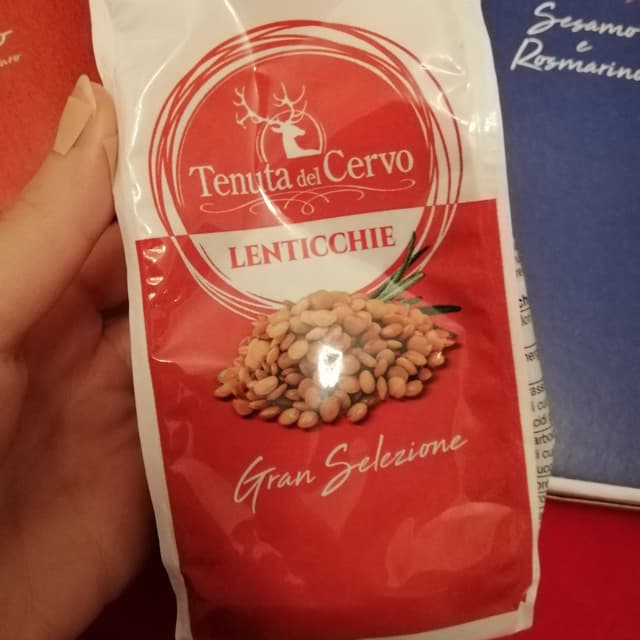 Tenuta del Cervo
LENTICCHIE
Gran Selezione
Sesamo
e
Rosmarino